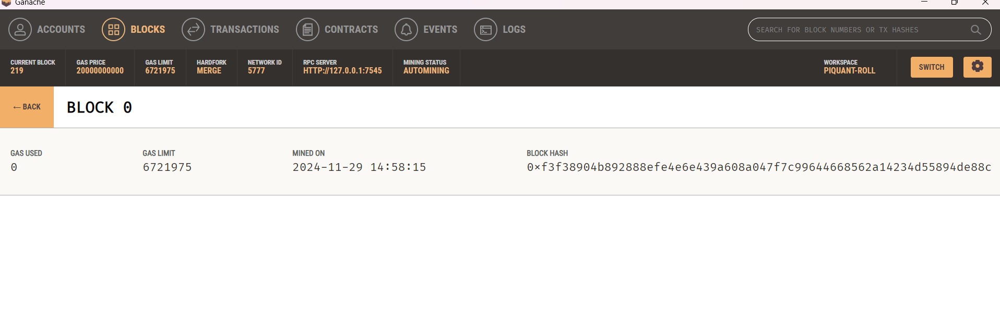 Ganache
ACCOUNTS BLOCKS TRANSACTIONS CONTRACTS EVENTS LOGS SEARCH FOR BLOCK NUMBERS OR TX HASHES
CURRENT BLOCK GAS PRICE GAS LIMIT HARDFORK NETWORK ID RPC SERVER MINING STATUS WORKSPACE
219 20000000000 6721975 MERGE 5777 HTTP://127.0.0.1:7545 AUTOMINING PIQUANT-ROLL
SWITCH
← BACK BLOCK 0
GAS USED GAS LIMIT MINED ON BLOCK HASH
0 6721975 2024-11-29 14:58:15 0×f3f38904b892888efe4e6e439a608a047f7c99644668562a14234d55894de88c